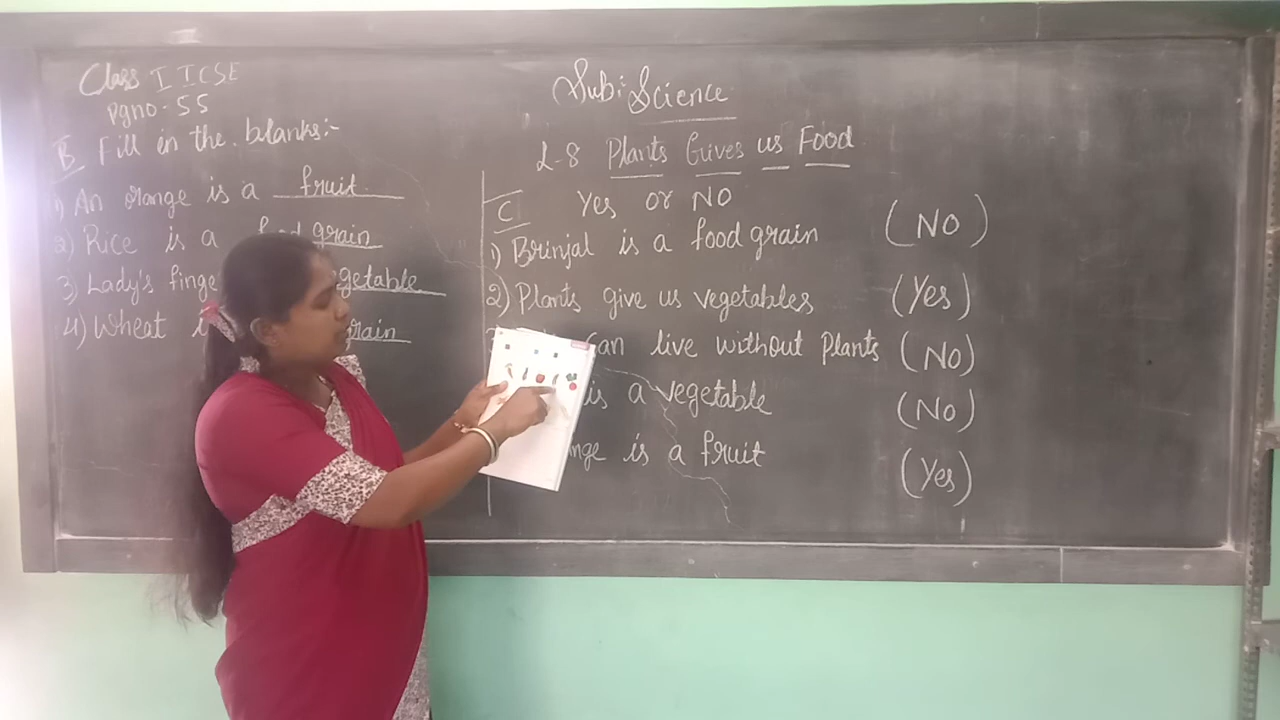 Class I ICSE
Pgno-55
B Fill in the blanks:-
1) An orange is a fruit.
2) Rice is a food grain
3) Lady's finge vegetable
4) Wheat i grain
Sub: Science
L-8 Plants Gives us Food
C Yes or No
1) Brinjal is a food grain (No)
2) Plants give us vegetables (Yes)
can live without plants (No)
is a vegetable (No)
nge is a fruit (Yes)